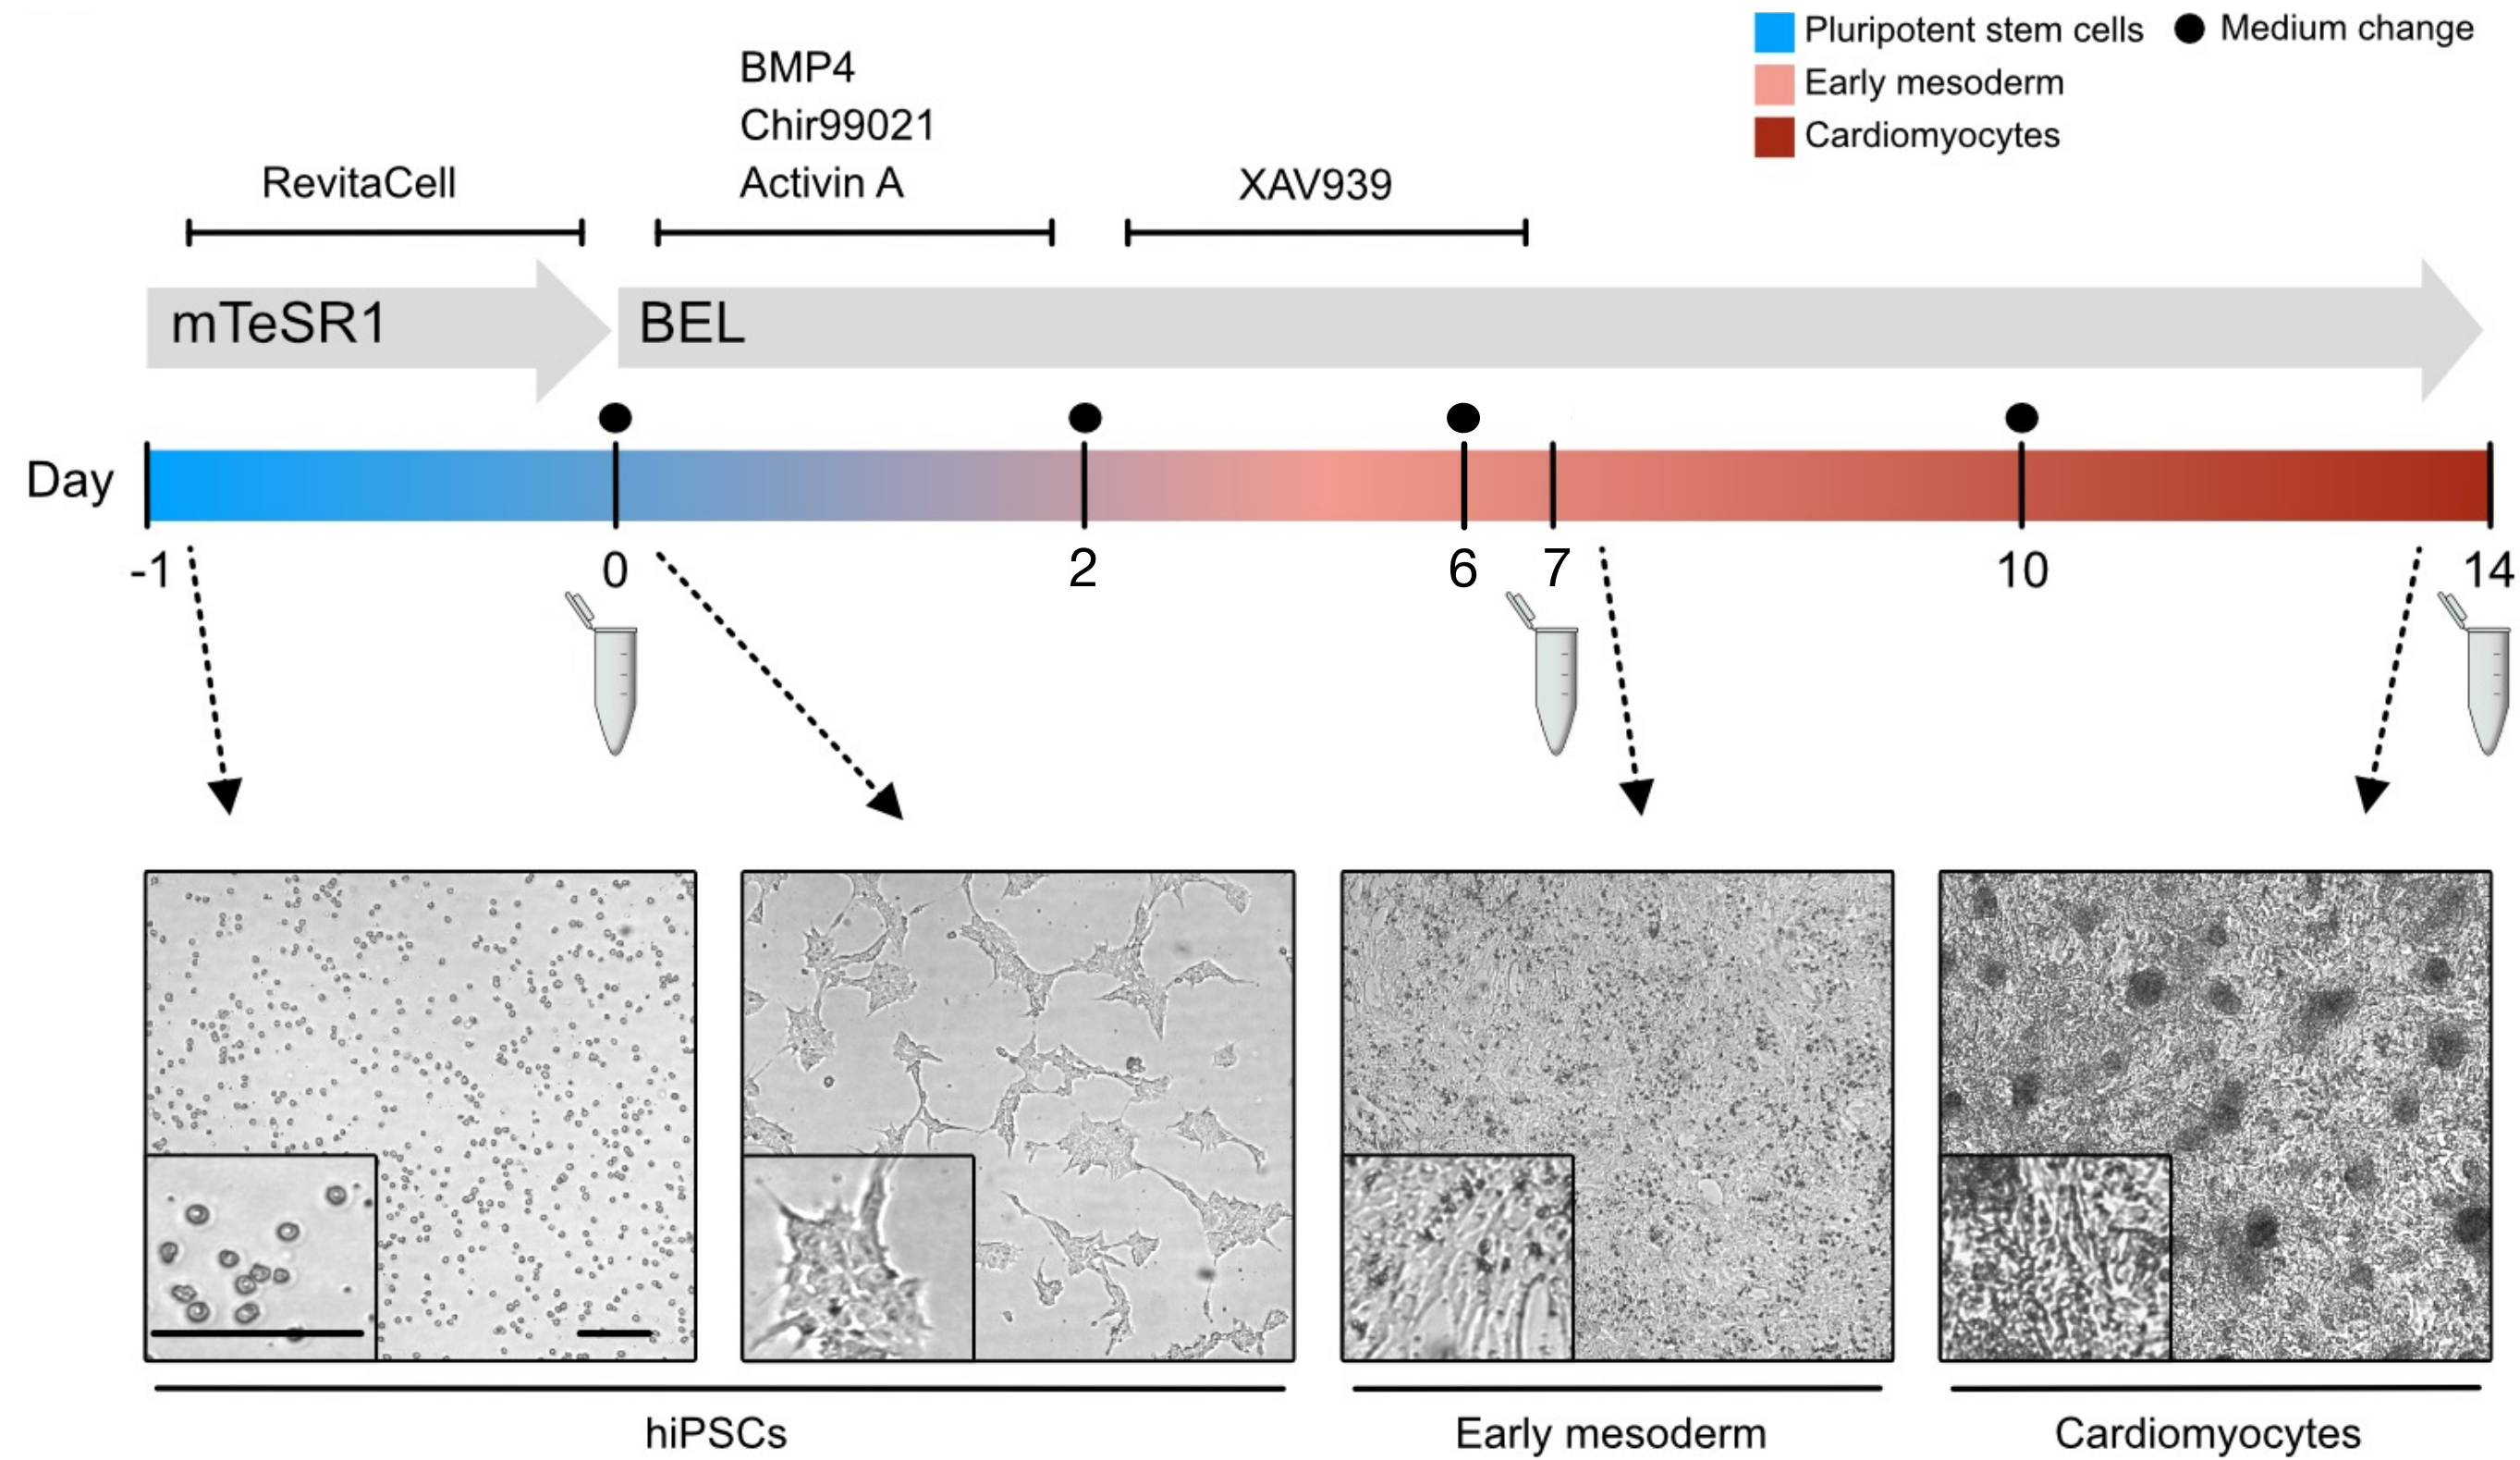 Pluripotent stem cells
Medium change
Early mesoderm
Cardiomyocytes
BMP4
Chir99021
Activin A
RevitaCell
XAV939
mTeSR1
BEL
Day
-1
0
2
6
7
10
14
hiPSCs
Early mesoderm
Cardiomyocytes